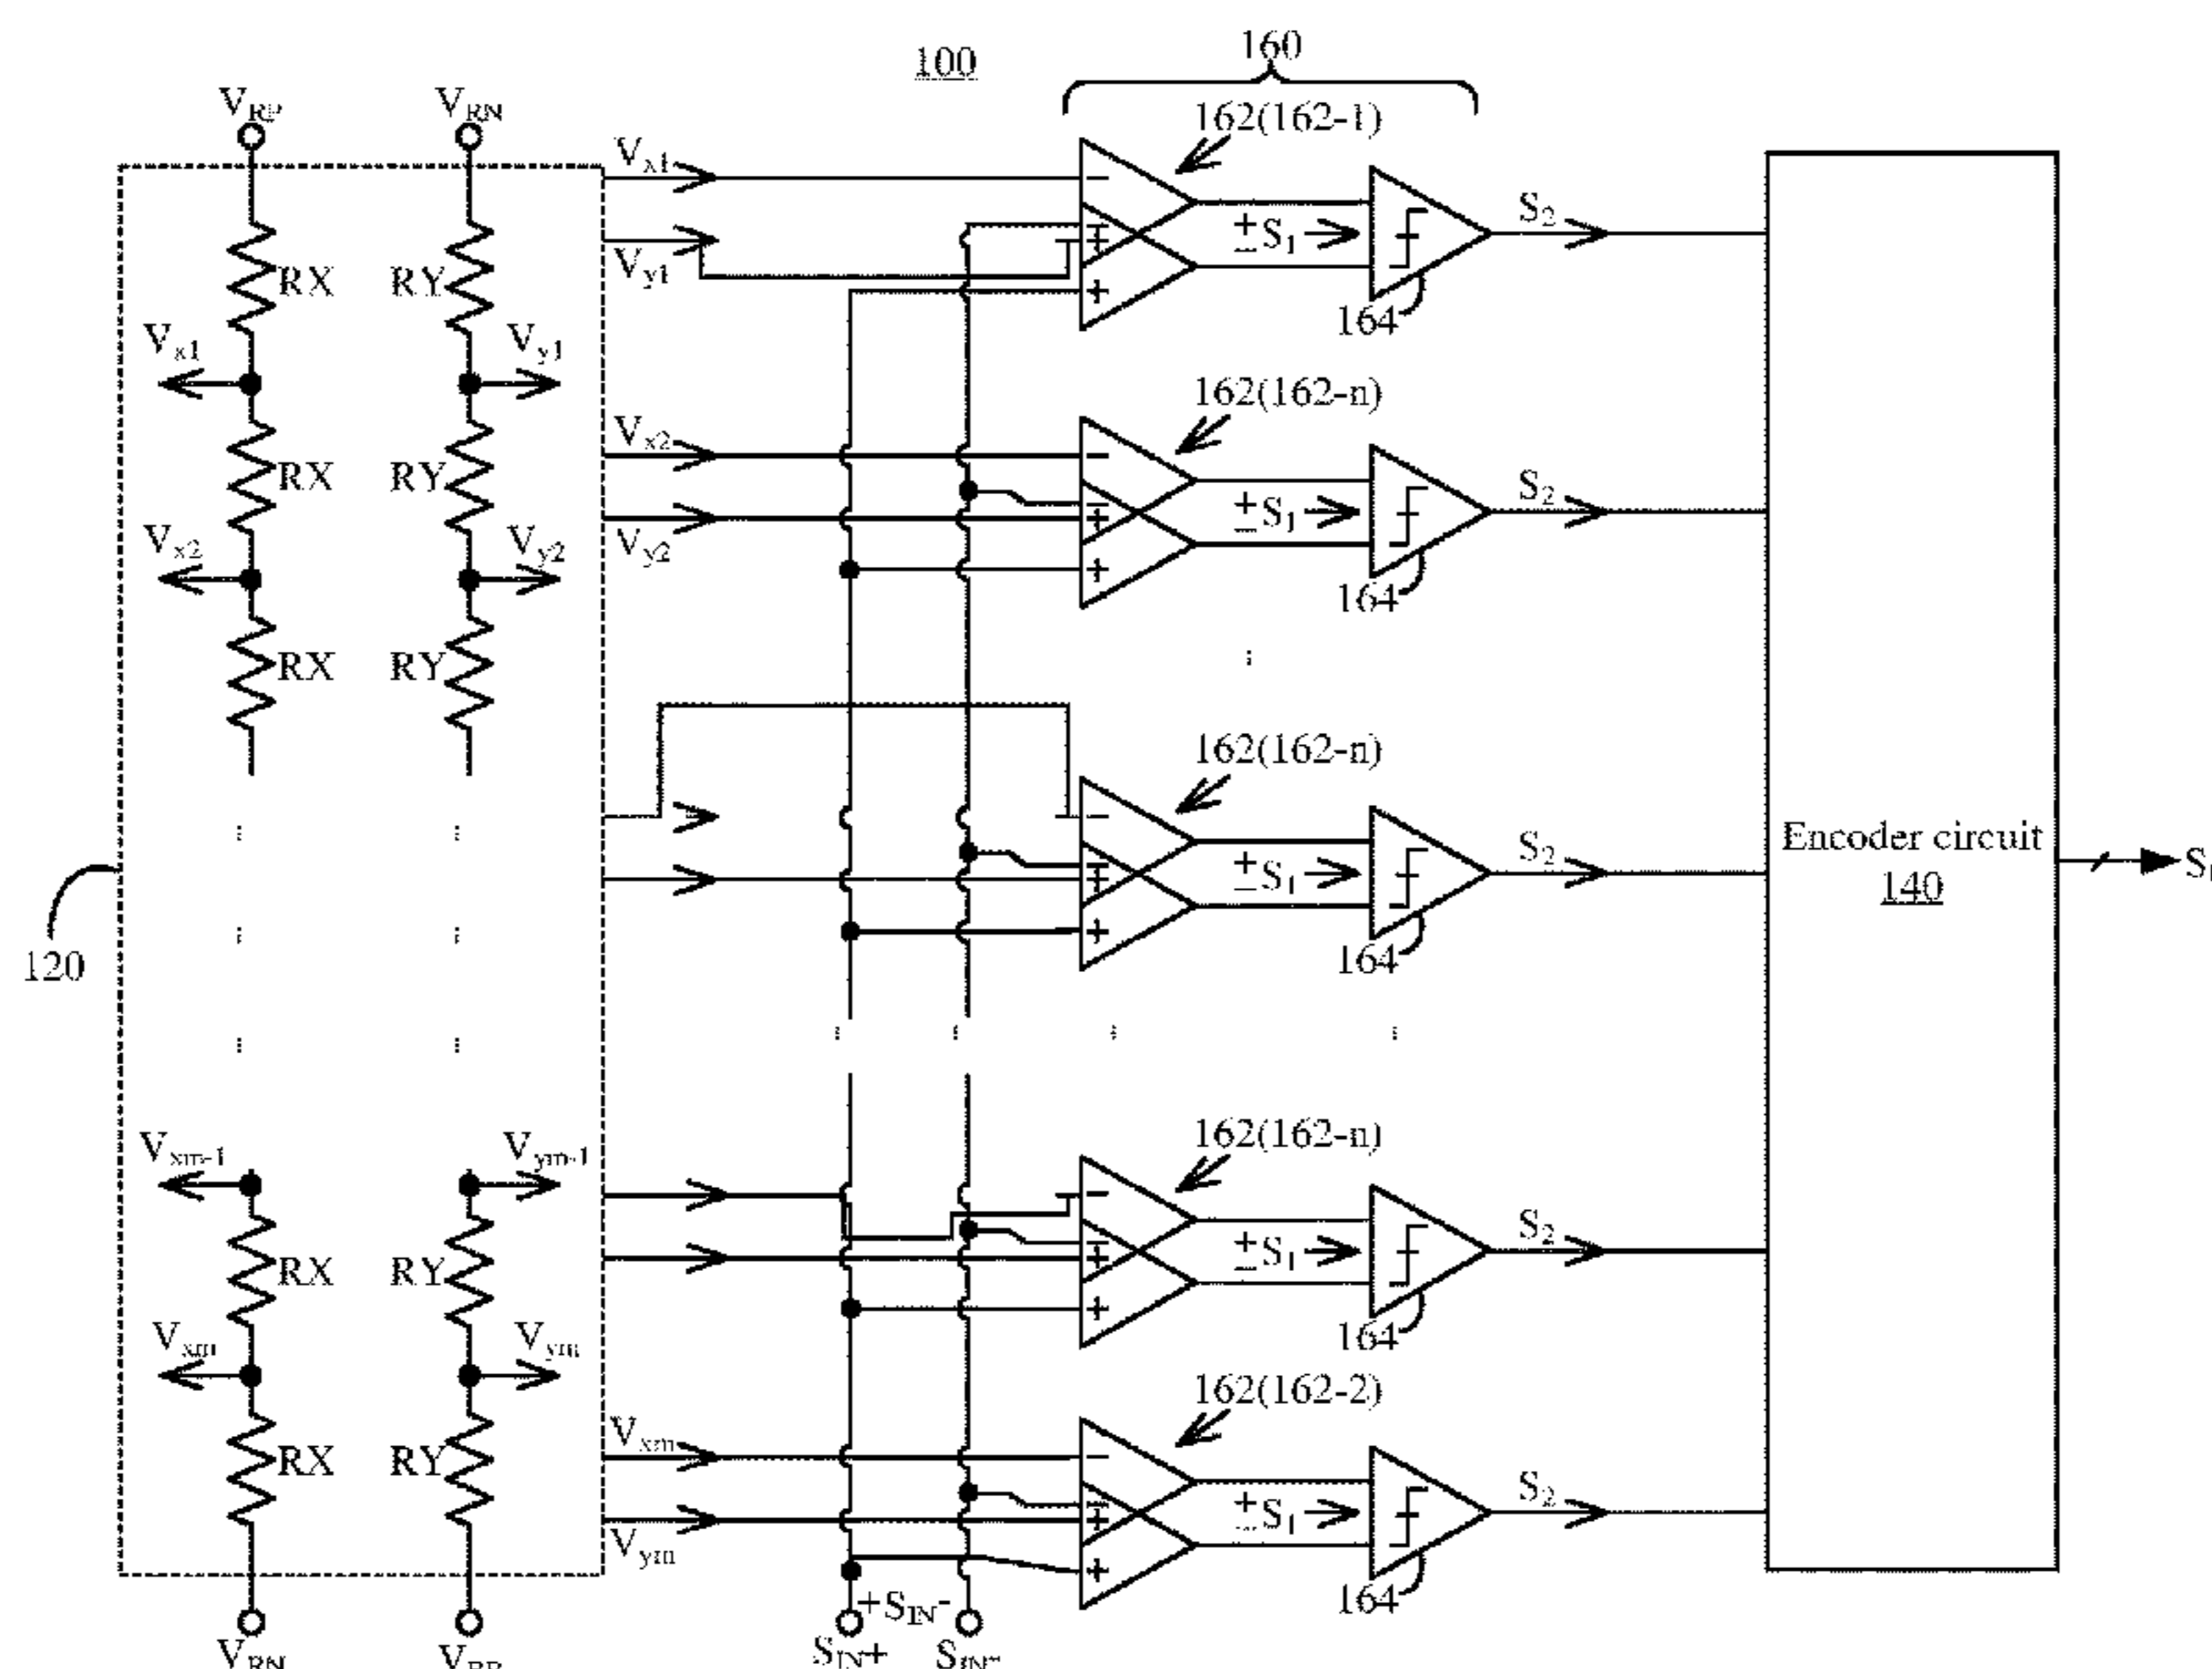 100
160
V_RP
V_RN
162(162-1)
V_x1
S_2
±S_1
V_y1
RX
RY
164
V_x1
V_y1
162(162-n)
V_x2
RX
RY
S_2
±S_1
V_x2
V_y2
V_y2
164
RX
RY
162(162-n)
Encoder circuit
140
S_2
±S_1
164
120
162(162-n)
V_xm-1
V_ym-1
S_2
±S_1
RX
RY
164
V_xm
V_ym
162(162-2)
V_xm
RX
RY
S_2
±S_1
V_ym
164
+S_IN-
V_RN
V_RP
S_IN+
S_IN-